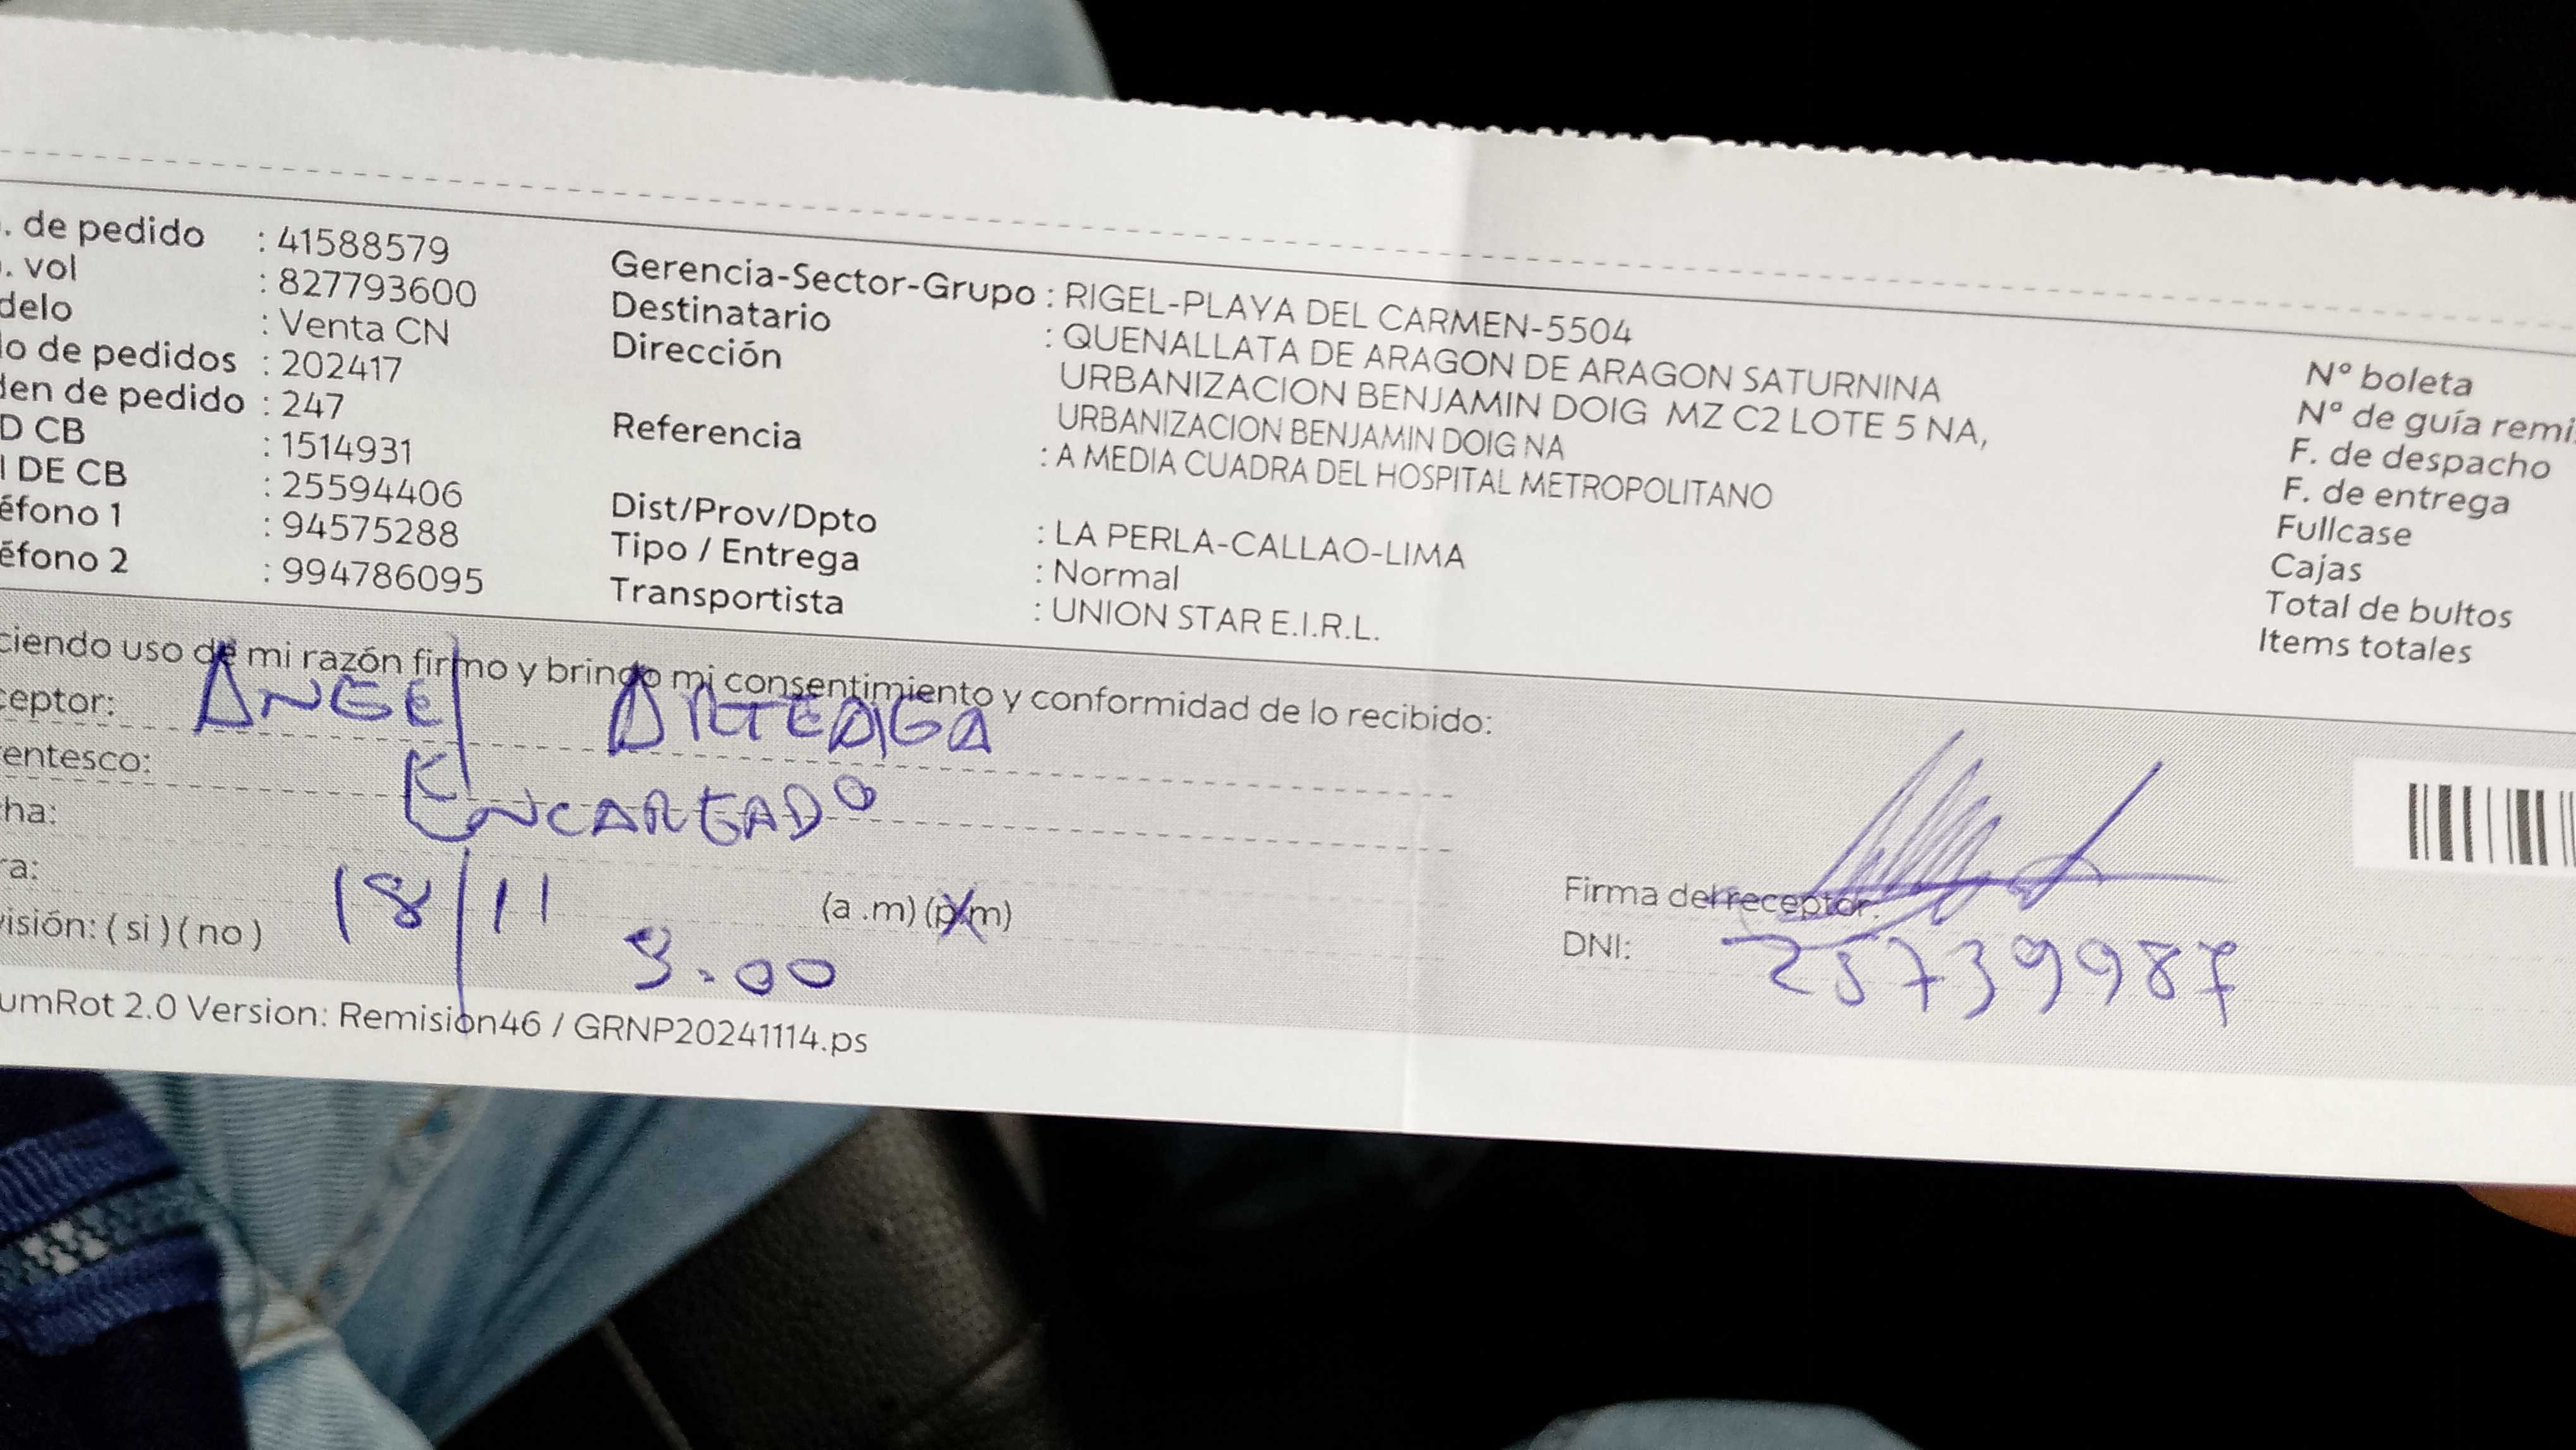 . de pedido : 41588579
. vol : 827793600
delo : Venta CN
lo de pedidos : 202417
den de pedido : 247
D CB : 1514931
I DE CB : 25594406
éfono 1 : 94575288
éfono 2 : 994786095
Gerencia-Sector-Grupo : RIGEL-PLAYA DEL CARMEN-5504
Destinatario : QUENALLATA DE ARAGON DE ARAGON SATURNINA
Dirección URBANIZACION BENJAMIN DOIG MZ C2 LOTE 5 NA,
URBANIZACION BENJAMIN DOIG NA
Referencia : A MEDIA CUADRA DEL HOSPITAL METROPOLITANO
Dist/Prov/Dpto : LA PERLA-CALLAO-LIMA
Tipo / Entrega : Normal
Transportista : UNION STAR E.I.R.L.
N° boleta
N° de guía remi
F. de despacho
F. de entrega
Fullcase
Cajas
Total de bultos
Items totales
ciendo uso de mi razón firmo y brindo mi consentimiento y conformidad de lo recibido:
ceptor: ANGEL ARTEAGA
entesco: ENCARGADO
ha: 18/11
ra: 3:00 (a .m) (p.m)
visión: ( si ) ( no )
Firma del receptor:
DNI: 25739987
umRot 2.0 Version: Remision46 / GRNP20241114.ps